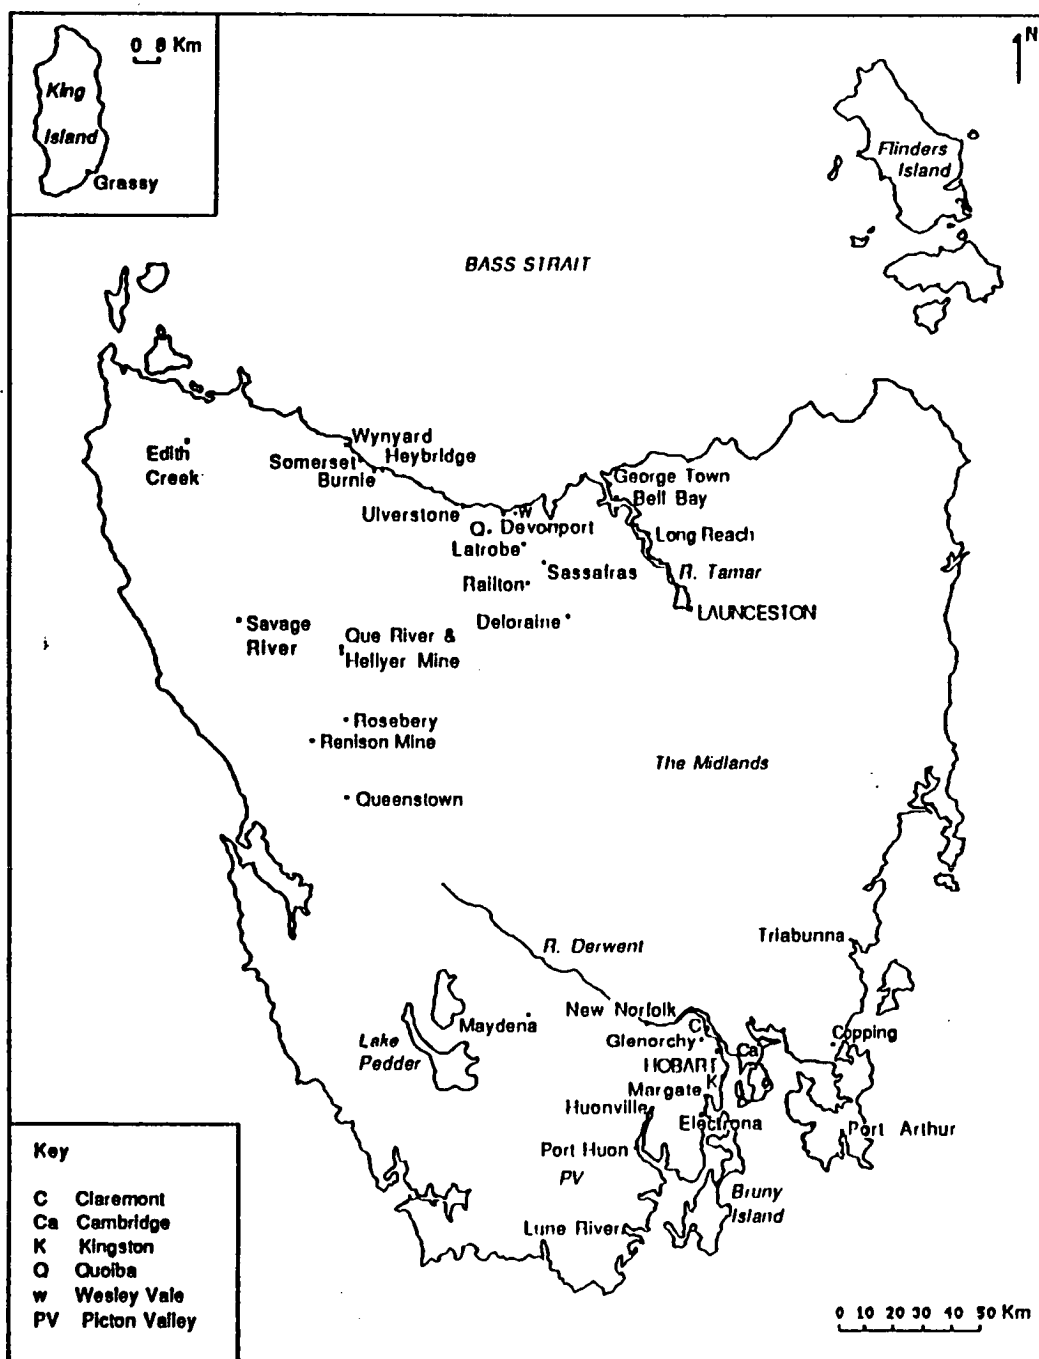 0 8 Km
N
King
Island
Grassy
Flinders
Island
BASS STRAIT
Wynyard
Edith
Creek
Somerset
Heybridge
Burnie
George Town
Bell Bay
Ulverstone
w
Q
Devonport
Long Reach
Latrobe
Sassafras
R. Tamar
Railton
LAUNCESTON
Deloraine
Savage
River
Que River &
Hellyer Mine
Rosebery
Renison Mine
The Midlands
Queenstown
Triabunna
R. Derwent
New Norfolk
Maydena
C
Glenorchy
Copping
Lake
Pedder
Ca
HOBART
K
Margate
Huonville
Electrona
Port Arthur
Port Huon
PV
Bruny
Island
Lune River
Key
C Claremont
Ca Cambridge
K Kingston
Q Quoiba
w Wesley Vale
PV Picton Valley
0 10 20 30 40 50 Km